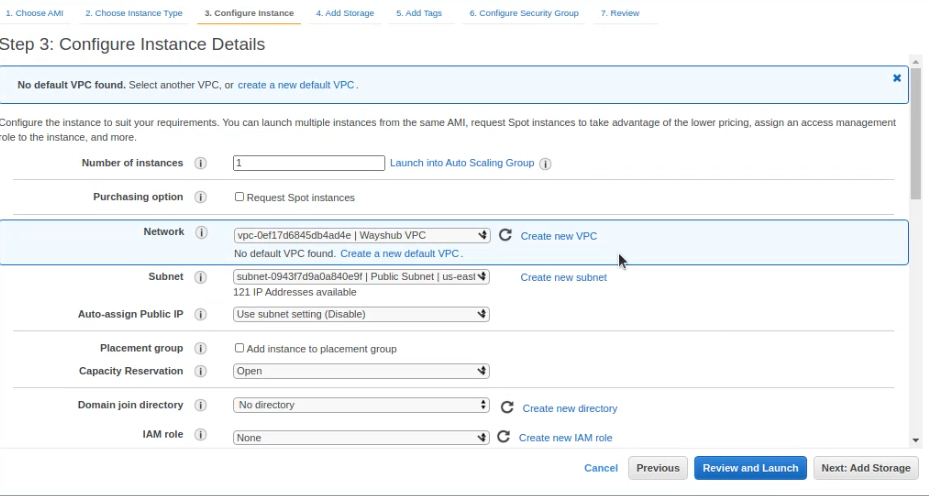 1. Choose AMI 2. Choose Instance Type 3. Configure Instance 4. Add Storage 5. Add Tags 6. Configure Security Group 7. Review
Step 3: Configure Instance Details
No default VPC found. Select another VPC, or create a new default VPC.
Configure the instance to suit your requirements. You can launch multiple instances from the same AMI, request Spot instances to take advantage of the lower pricing, assign an access management
role to the instance, and more.
Number of instances 1 Launch into Auto Scaling Group
Purchasing option Request Spot instances
Network vpc-0ef17d6845db4ad4e | Wayshub VPC Create new VPC
No default VPC found. Create a new default VPC.
Subnet subnet-0943f7d9a0a840e9f | Public Subnet | us-east Create new subnet
121 IP Addresses available
Auto-assign Public IP Use subnet setting (Disable)
Placement group Add instance to placement group
Capacity Reservation Open
Domain join directory No directory Create new directory
IAM role None Create new IAM role
Cancel Previous Review and Launch Next: Add Storage